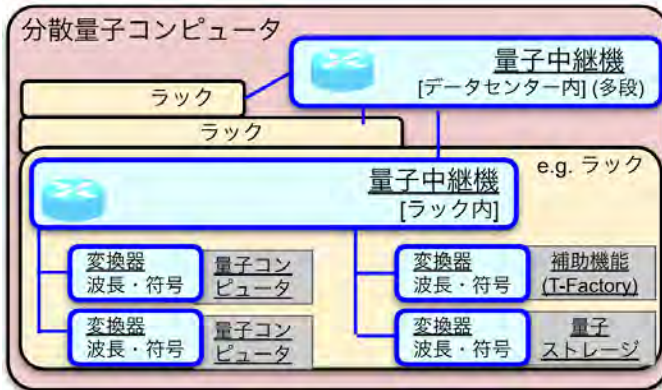 分散量子コンピュータ
量子中継機
[データセンター内] (多段)
ラック
ラック
e.g. ラック
量子中継機
[ラック内]
変換器
波長・符号
量子コン
ピュータ
変換器
波長・符号
補助機能
(T-Factory)
変換器
波長・符号
量子コン
ピュータ
変換器
波長・符号
量子
ストレージ